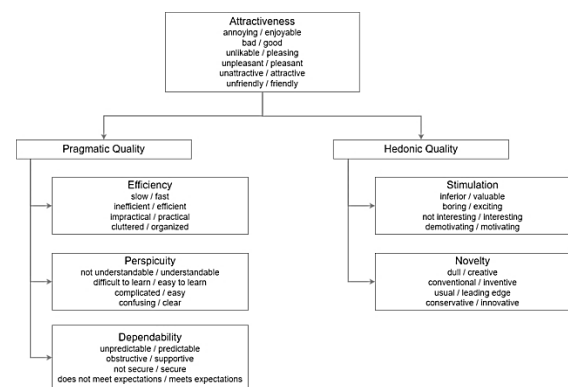 Attractiveness
annoying / enjoyable
bad / good
unlikable / pleasing
unpleasant / pleasant
unattractive / attractive
unfriendly / friendly
Pragmatic Quality
Hedonic Quality
Efficiency
slow / fast
inefficient / efficient
impractical / practical
cluttered / organized
Stimulation
inferior / valuable
boring / exciting
not interesting / interesting
demotivating / motivating
Perspicuity
not understandable / understandable
difficult to learn / easy to learn
complicated / easy
confusing / clear
Novelty
dull / creative
conventional / inventive
usual / leading edge
conservative / innovative
Dependability
unpredictable / predictable
obstructive / supportive
not secure / secure
does not meet expectations / meets expectations